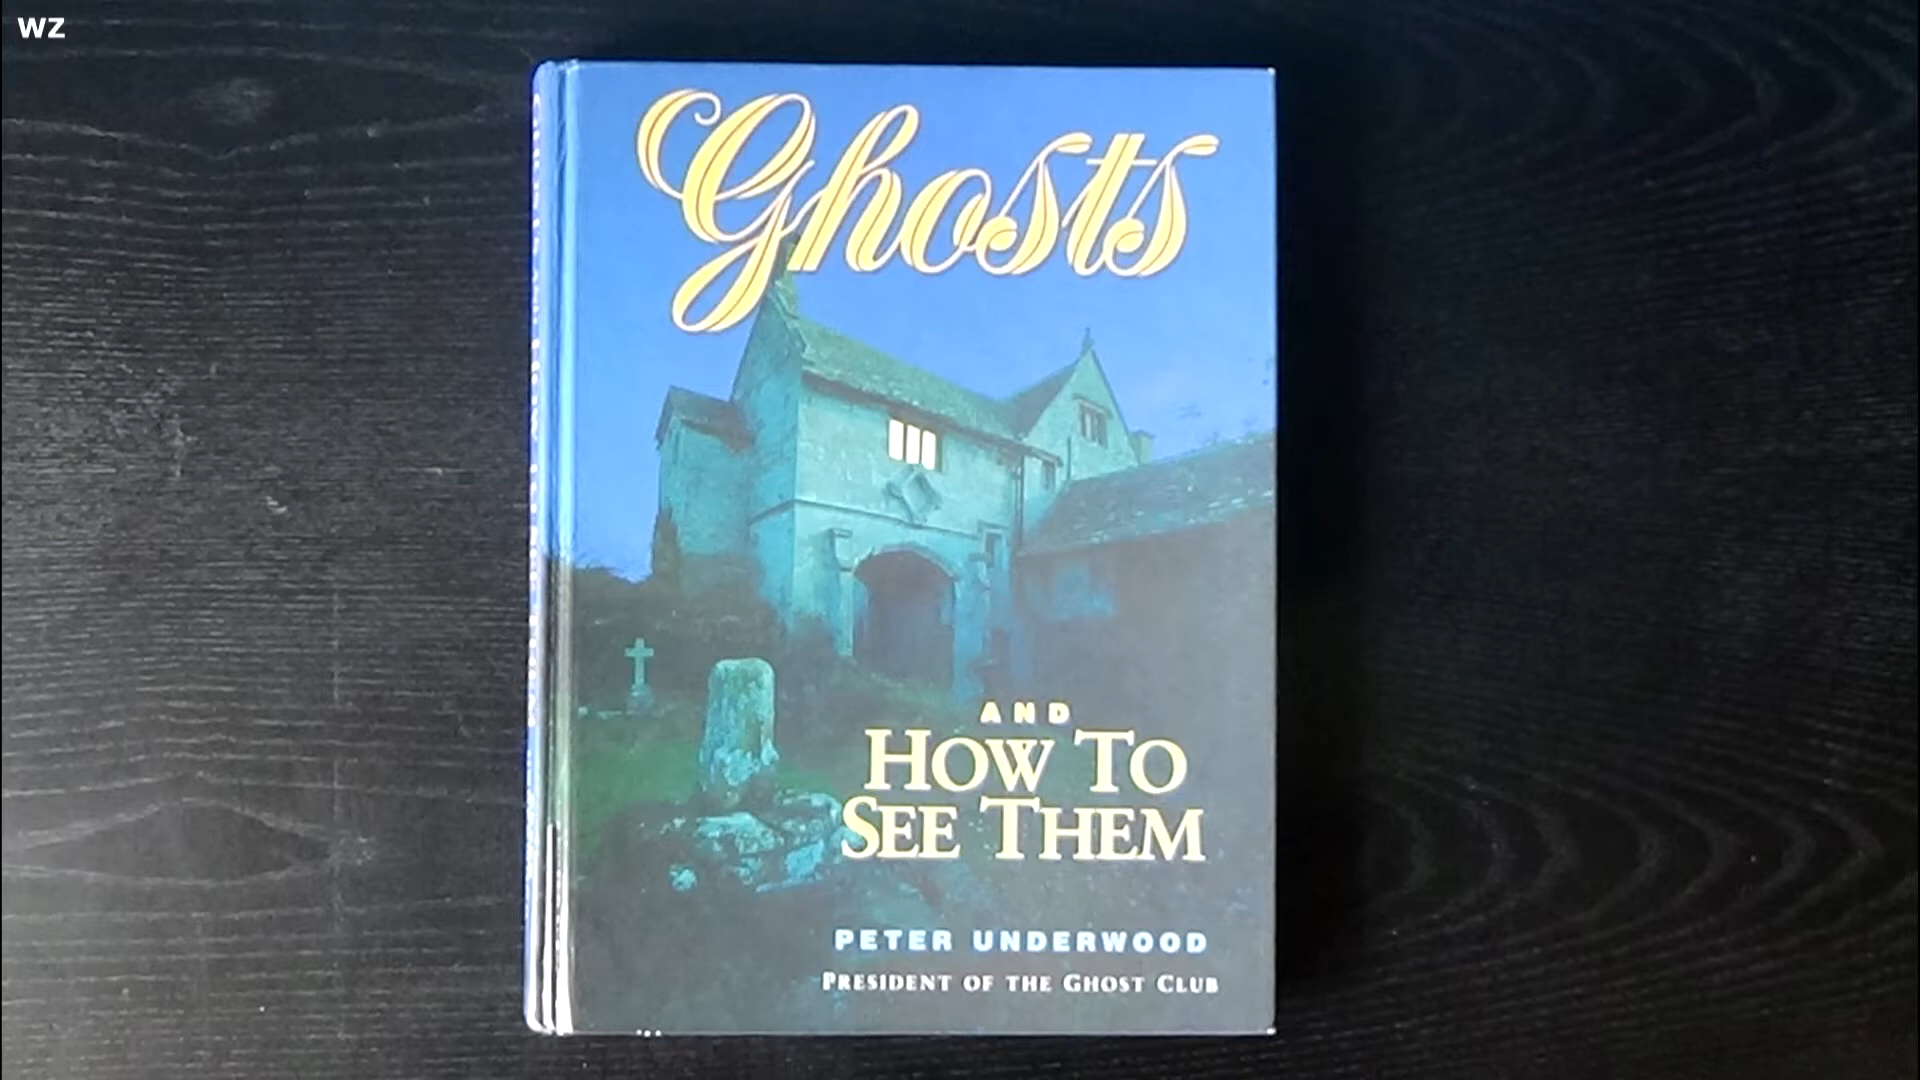 wz
Ghosts
AND
HOW TO
SEE THEM
PETER UNDERWOOD
PRESIDENT OF THE GHOST CLUB